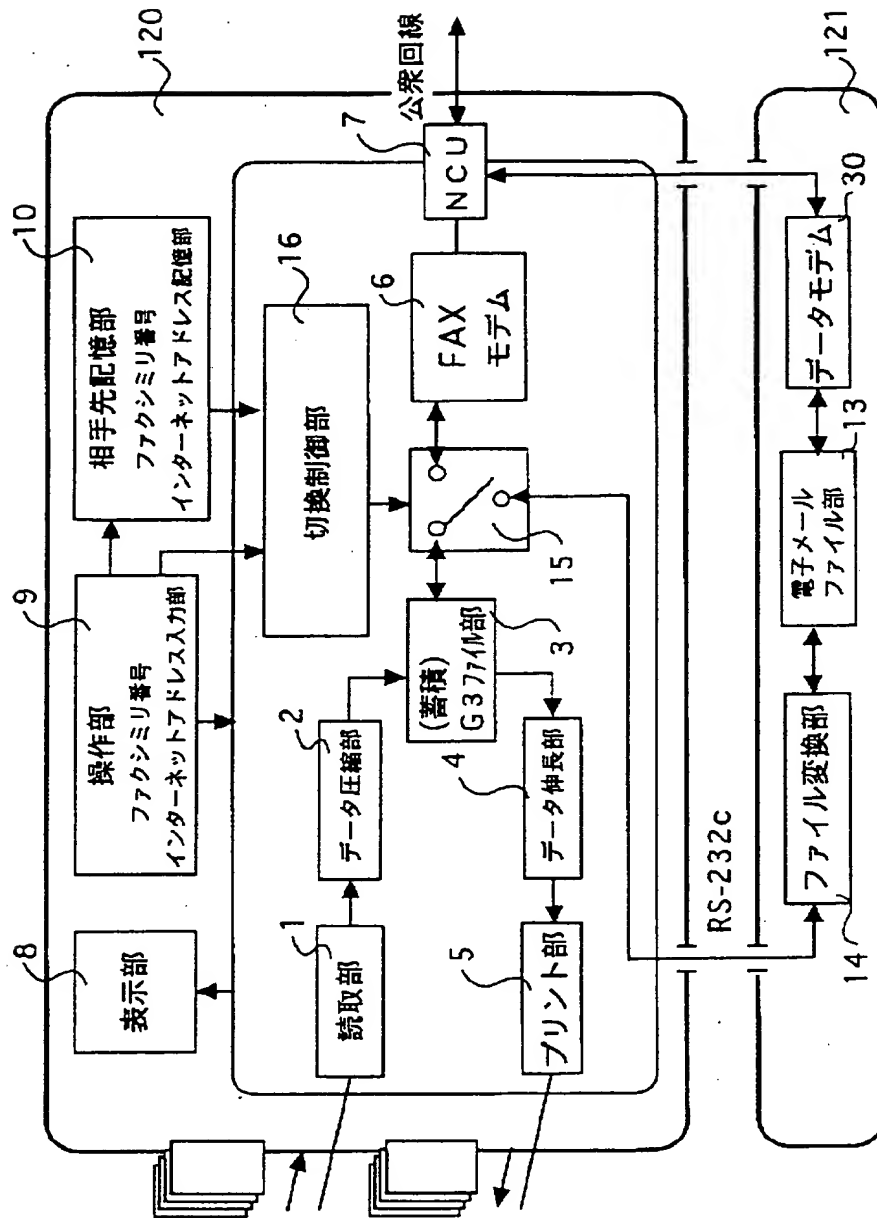 120
公衆回線
8
表示部
9
操作部
ファクシミリ番号
インターネットアドレス入力部
10
相手先記憶部
ファクシミリ番号
インターネットアドレス記憶部
16
切換制御部
7
NCU
6
FAX
モデム
15
1
読取部
2
データ圧縮部
(蓄積)
G3ファイル部
3
4
データ伸長部
5
プリント部
RS-232c
121
14
ファイル変換部
13
電子メール
ファイル部
30
データモデム